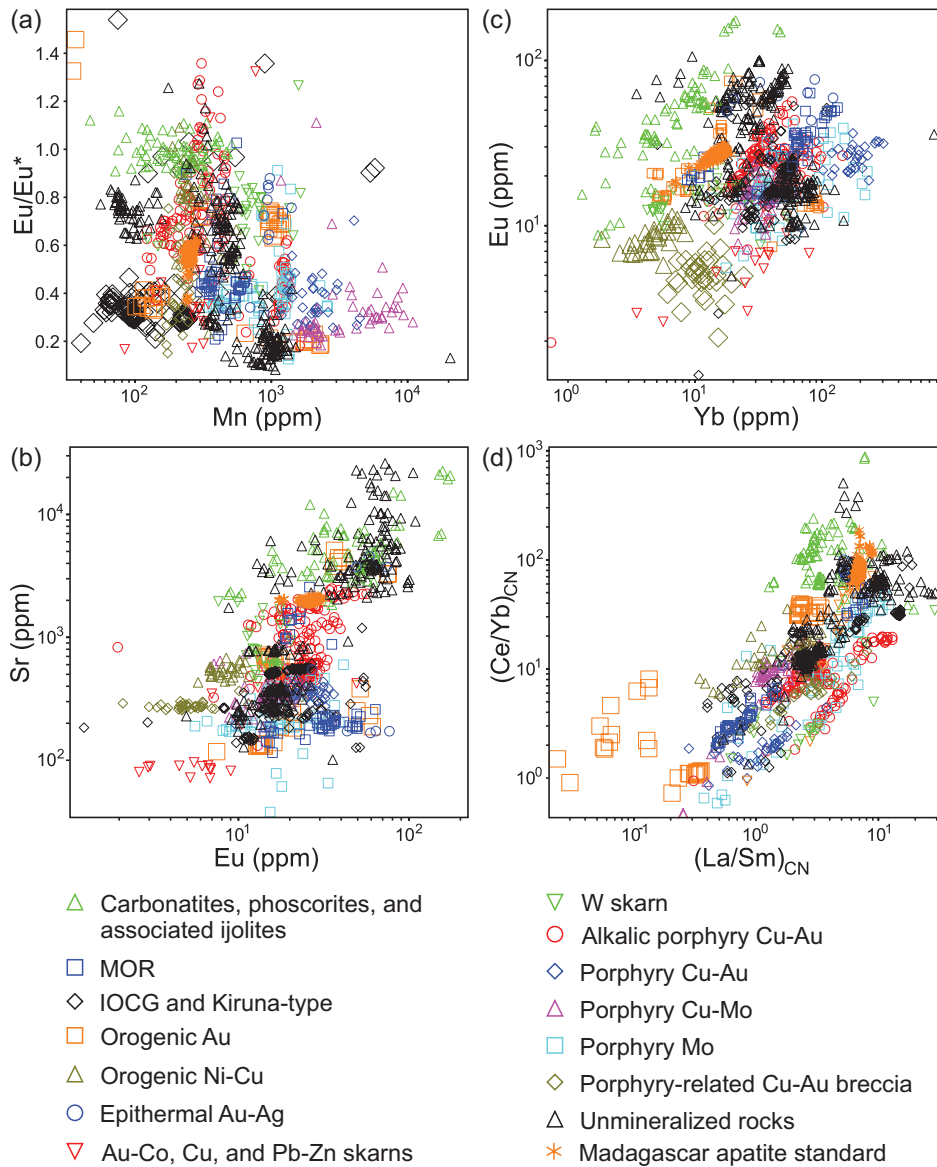 (a)
1.4
1.2
1.0
0.8
0.6
0.4
0.2
Eu/Eu*
10²
10³
10⁴
Mn (ppm)
(c)
10²
10¹
Eu (ppm)
10⁰
10¹
10²
Yb (ppm)
(b)
10⁴
10³
10²
Sr (ppm)
10¹
10²
Eu (ppm)
(d)
10³
10²
10¹
10⁰
(Ce/Yb)CN
10⁻¹
10⁰
10¹
(La/Sm)CN
Carbonatites, phoscorites, and
associated ijolites
MOR
IOCG and Kiruna-type
Orogenic Au
Orogenic Ni-Cu
Epithermal Au-Ag
Au-Co, Cu, and Pb-Zn skarns
W skarn
Alkalic porphyry Cu-Au
Porphyry Cu-Au
Porphyry Cu-Mo
Porphyry Mo
Porphyry-related Cu-Au breccia
Unmineralized rocks
Madagascar apatite standard